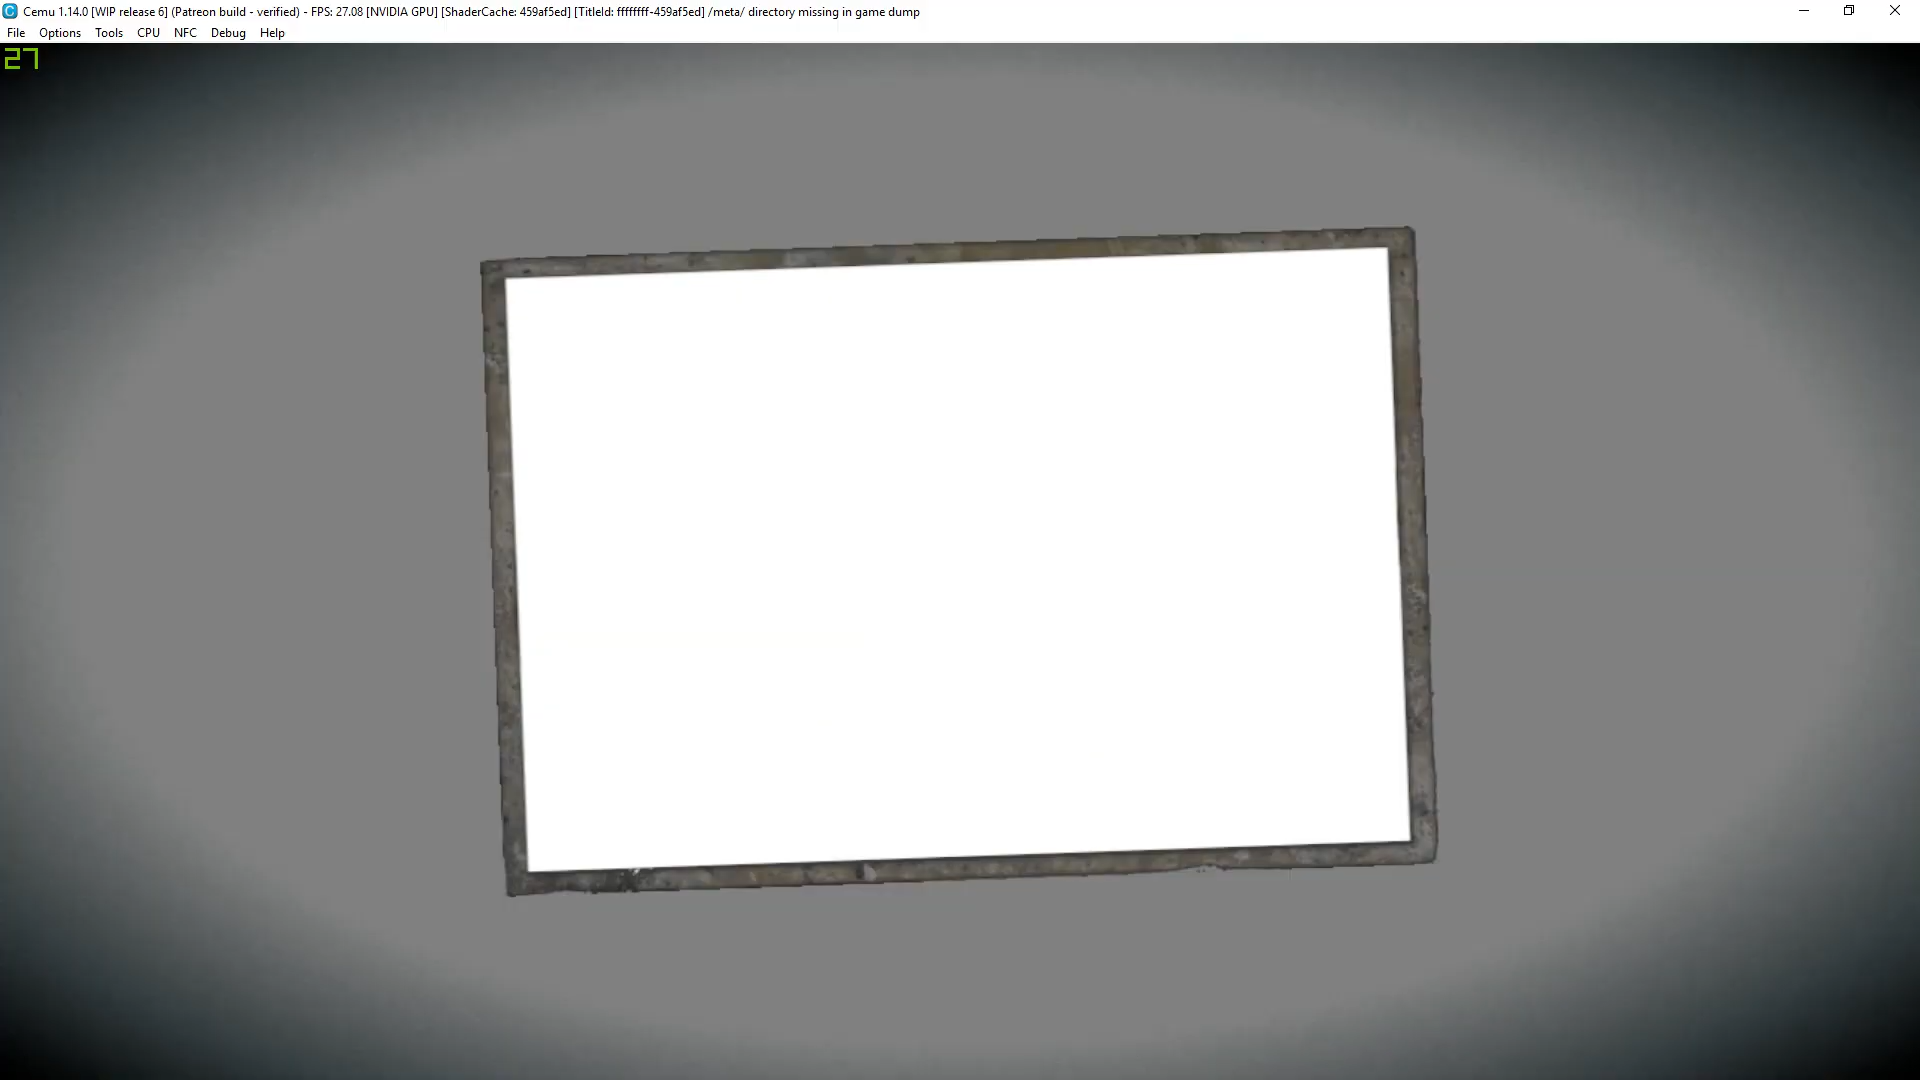 Cemu 1.14.0 [WIP release 6] (Patreon build - verified) - FPS: 27.08 [NVIDIA GPU] [ShaderCache: 459af5ed] [TitleId: ffffffff-459af5ed] /meta/ directory missing in game dump
File Options Tools CPU NFC Debug Help
27